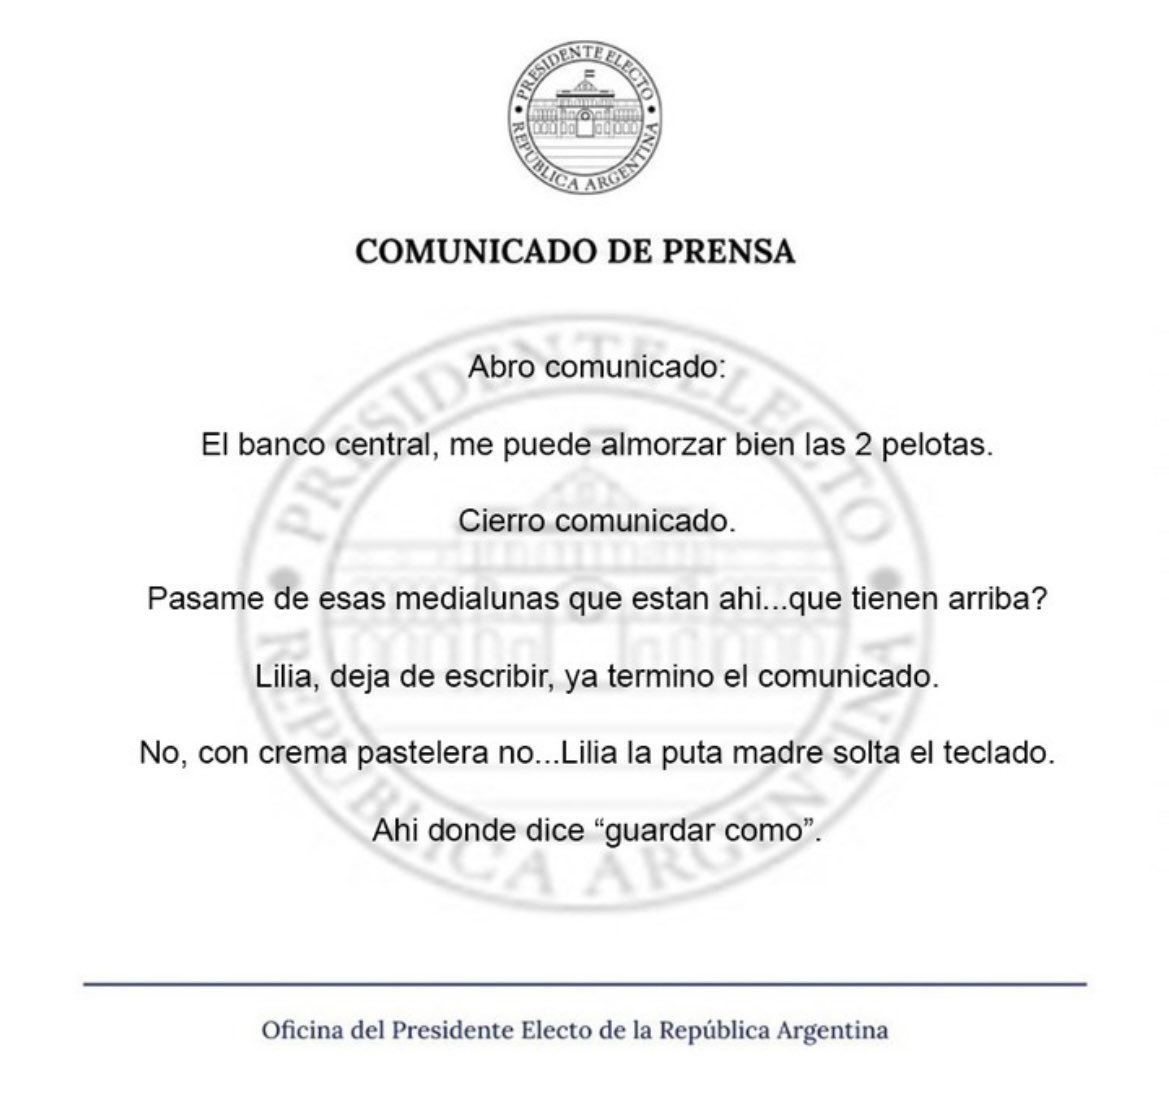 PRESIDENTE ELECTO
REPÚBLICA ARGENTINA
COMUNICADO DE PRENSA
PRESIDENTE ELECTO
REPÚBLICA ARGENTINA
Abro comunicado:
El banco central, me puede almorzar bien las 2 pelotas.
Cierro comunicado.
Pasame de esas medialunas que estan ahi...que tienen arriba?
Lilia, deja de escribir, ya termino el comunicado.
No, con crema pastelera no...Lilia la puta madre solta el teclado.
Ahi donde dice “guardar como”.
Oficina del Presidente Electo de la República Argentina